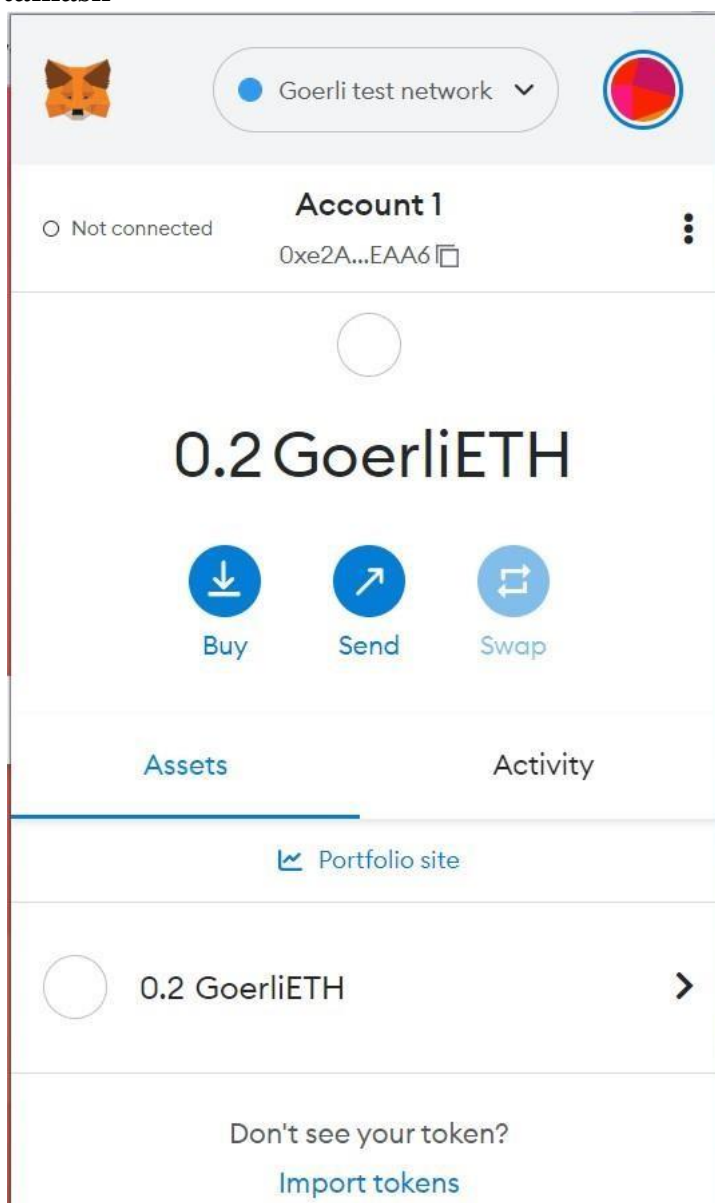 Goerli test network
Not connected
Account 1
0xe2A...EAA6
0.2 GoerliETH
Buy
Send
Swap
Assets
Activity
Portfolio site
0.2 GoerliETH
Don't see your token?
Import tokens